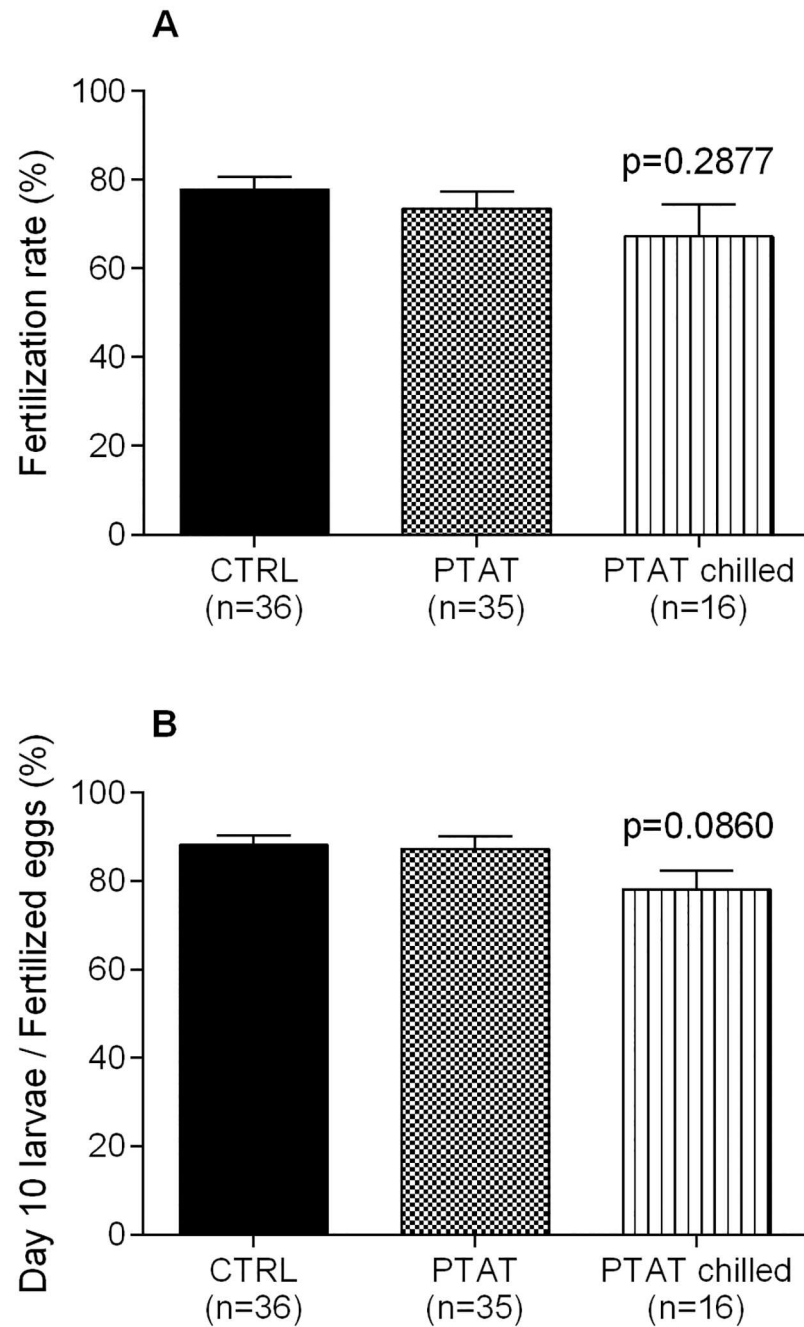 A
Fertilization rate (%)
100
80
60
40
20
0
p=0.2877
CTRL
(n=36)
PTAT
(n=35)
PTAT chilled
(n=16)
B
Day 10 larvae / Fertilized eggs (%)
100
80
60
40
20
0
p=0.0860
CTRL
(n=36)
PTAT
(n=35)
PTAT chilled
(n=16)